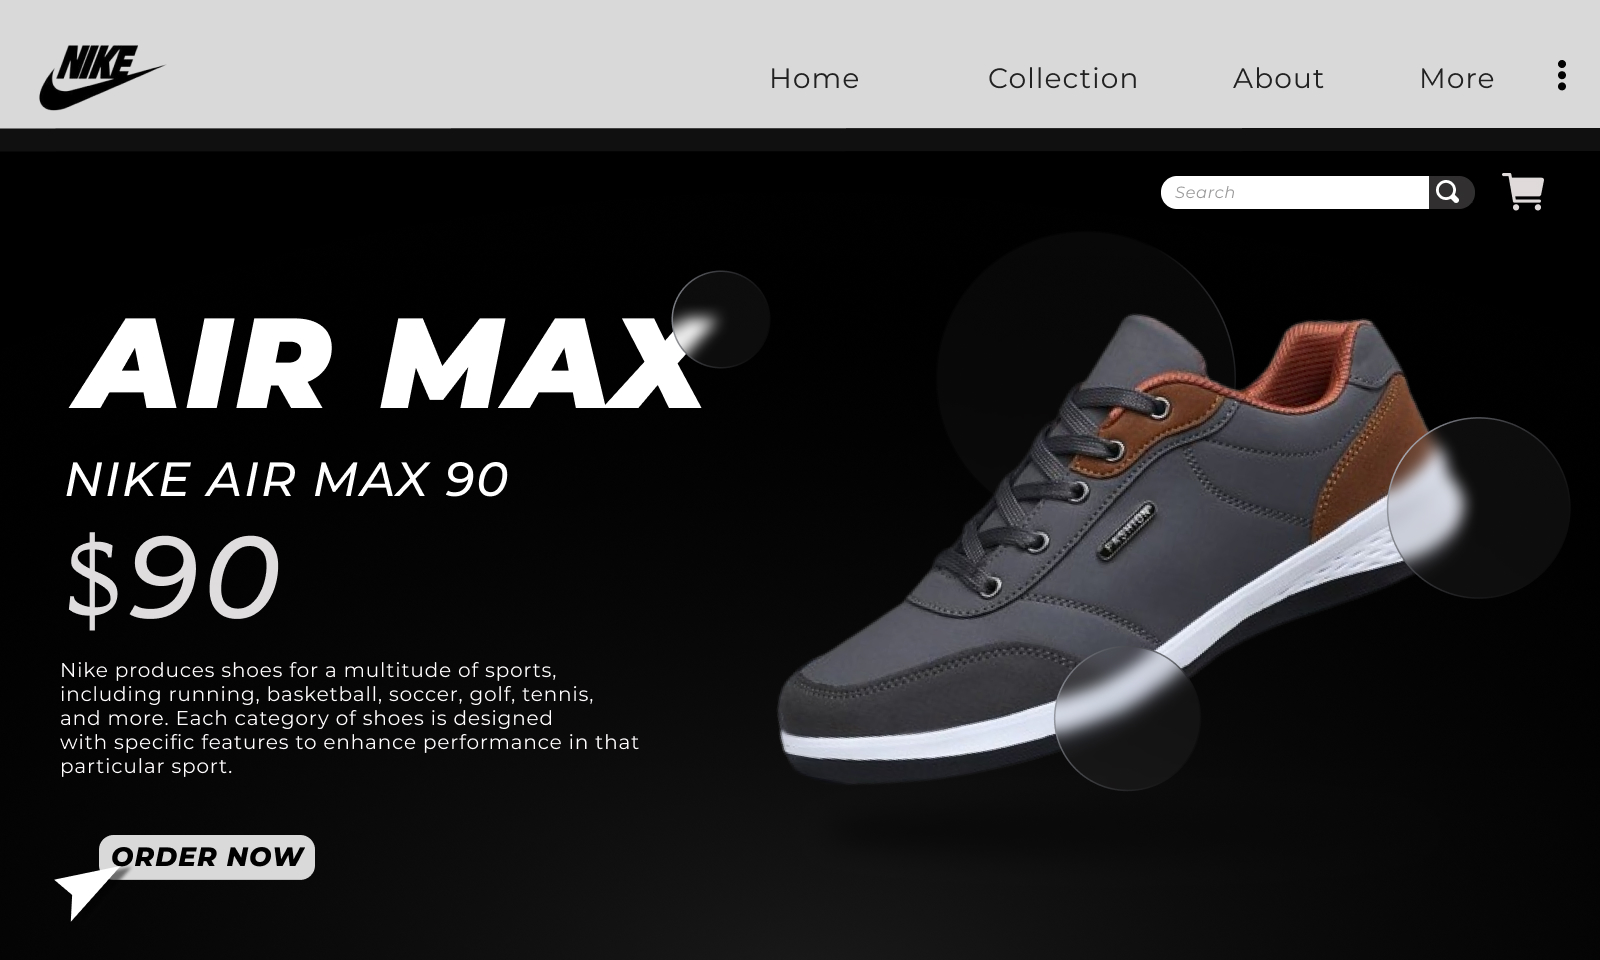 NIKE
Home Collection About More
Search
AIR MAX
NIKE AIR MAX 90
$90
FASHION
Nike produces shoes for a multitude of sports,
including running, basketball, soccer, golf, tennis,
and more. Each category of shoes is designed
with specific features to enhance performance in that
particular sport.
ORDER NOW